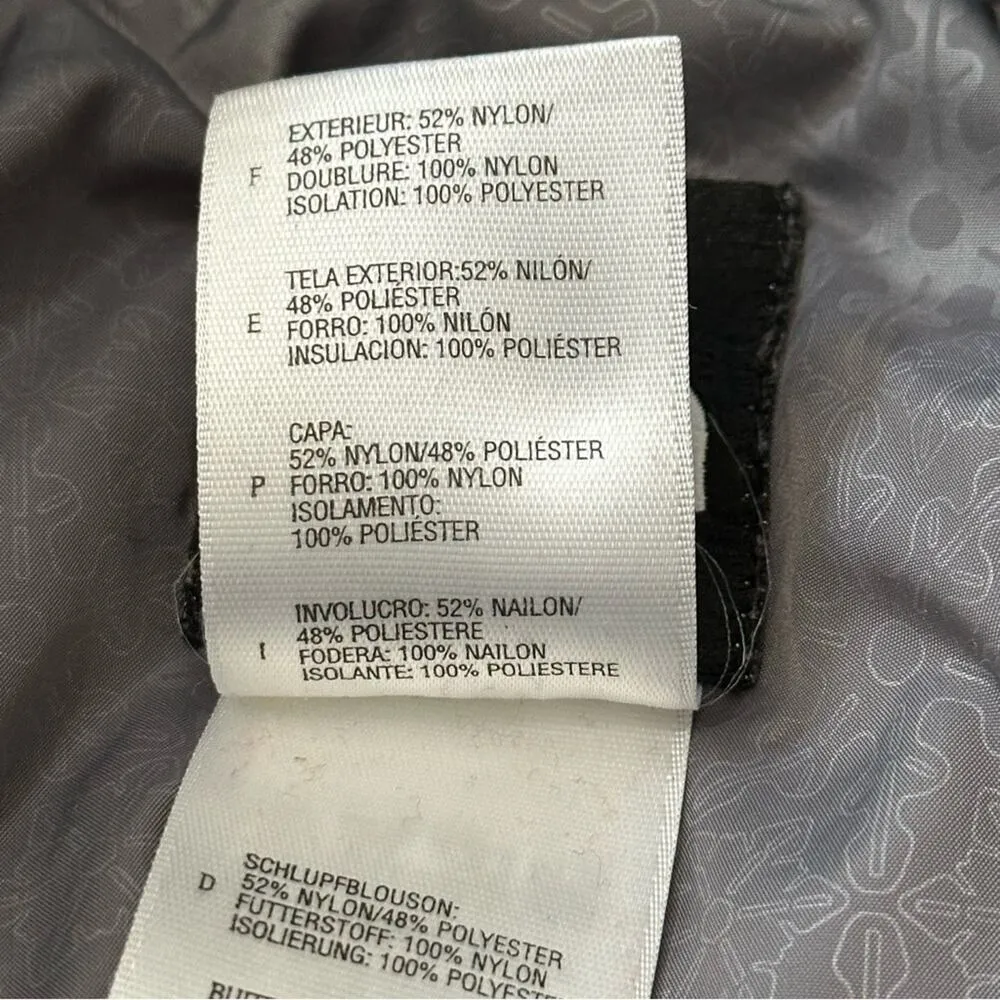 F
EXTERIEUR: 52% NYLON/
48% POLYESTER
DOUBLURE: 100% NYLON
ISOLATION: 100% POLYESTER
E
TELA EXTERIOR:52% NILÓN/
48% POLIÉSTER
FORRO: 100% NILÓN
INSULACION: 100% POLIÉSTER
P
CAPA:
52% NYLON/48% POLIÉSTER
FORRO: 100% NYLON
ISOLAMENTO:
100% POLIÉSTER
I
INVOLUCRO: 52% NAILON/
48% POLIESTERE
FODERA: 100% NAILON
ISOLANTE: 100% POLIESTERE
D
SCHLUPFBLOUSON:
52% NYLON/48% POLYESTER
FUTTERSTOFF: 100% NYLON
ISOLIERUNG: 100% POLYESTE